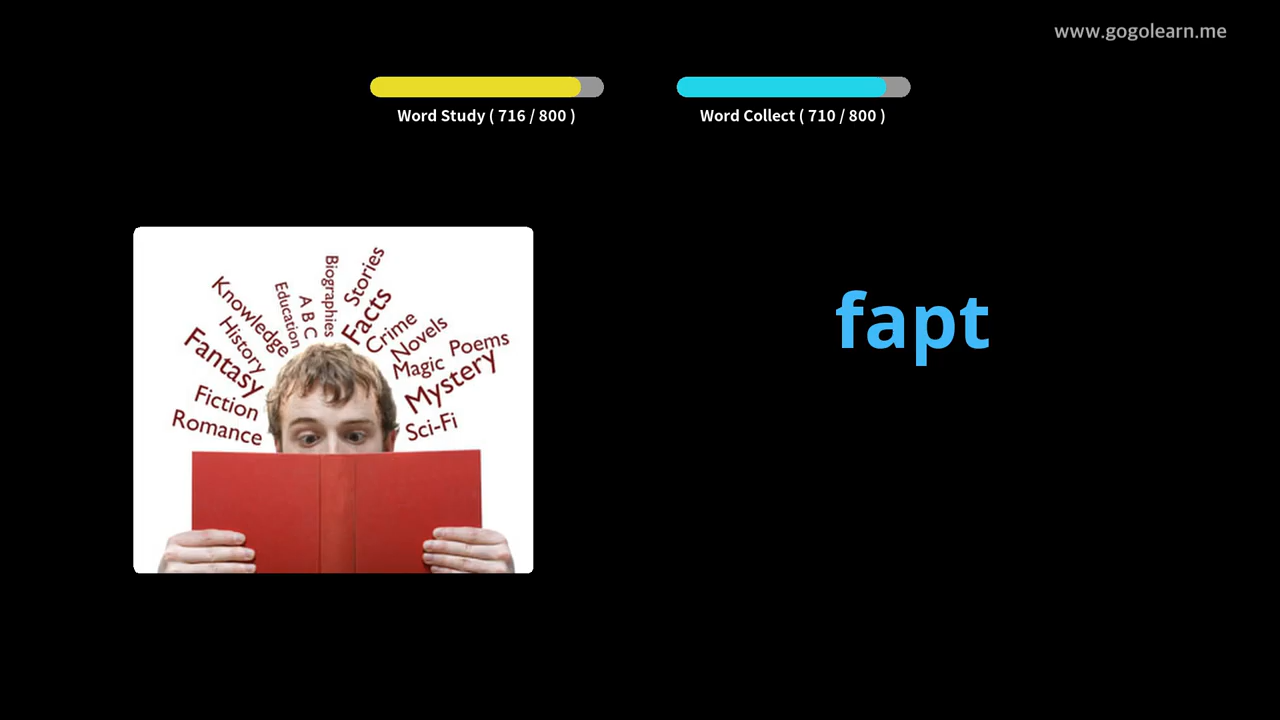 www.gogolearn.me
Word Study ( 716 / 800 )
Word Collect ( 710 / 800 )
fapt
Romance
Fiction
Fantasy
History
Knowledge
Education
A B C
Biographies
Stories
Facts
Crime
Novels
Magic
Poems
Mystery
Sci-Fi